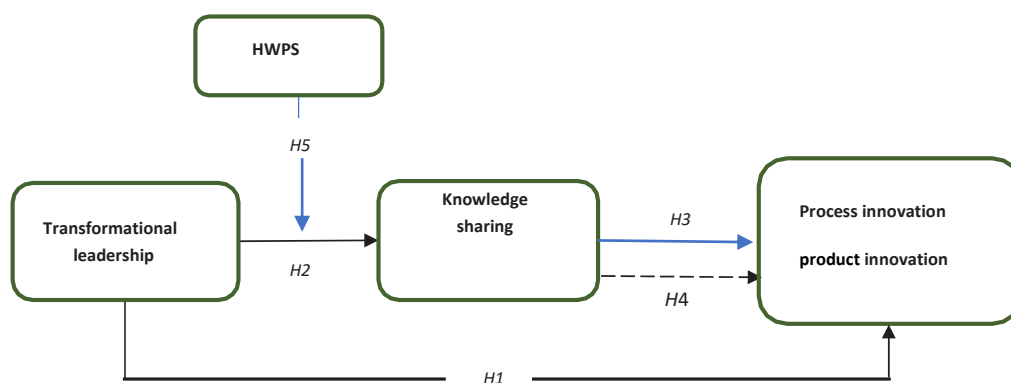 HWPS
H5
Transformational
leadership
H2
Knowledge
sharing
H3
H4
Process innovation
product innovation
H1